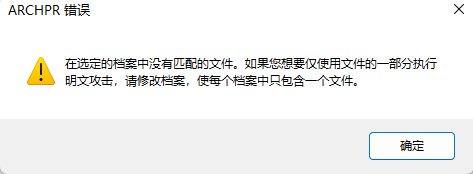 ARCHPR 错误
在选定的档案中没有匹配的文件。如果您想要仅使用文件的一部分执行
明文攻击，请修改档案，使每个档案中只包含一个文件。
确定